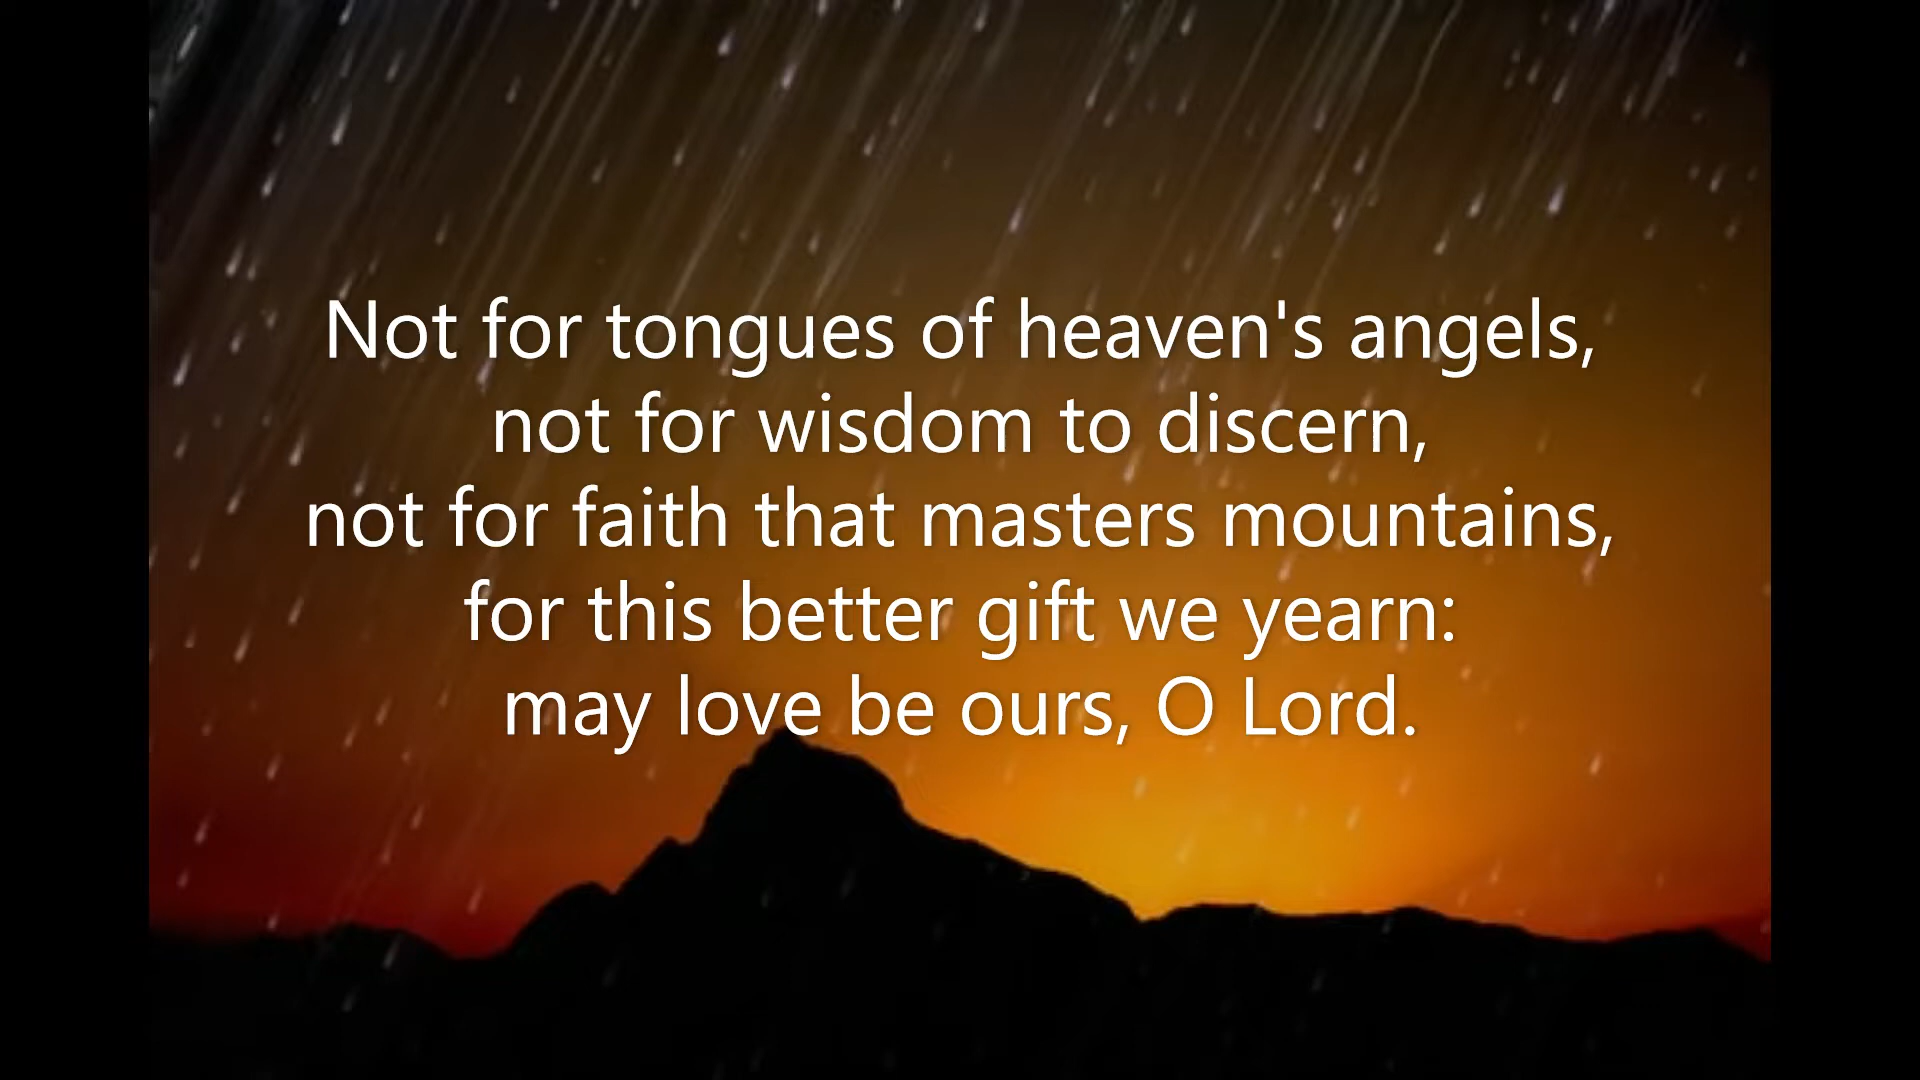 Not for tongues of heaven's angels,
not for wisdom to discern,
not for faith that masters mountains,
for this better gift we yearn:
may love be ours, O Lord.